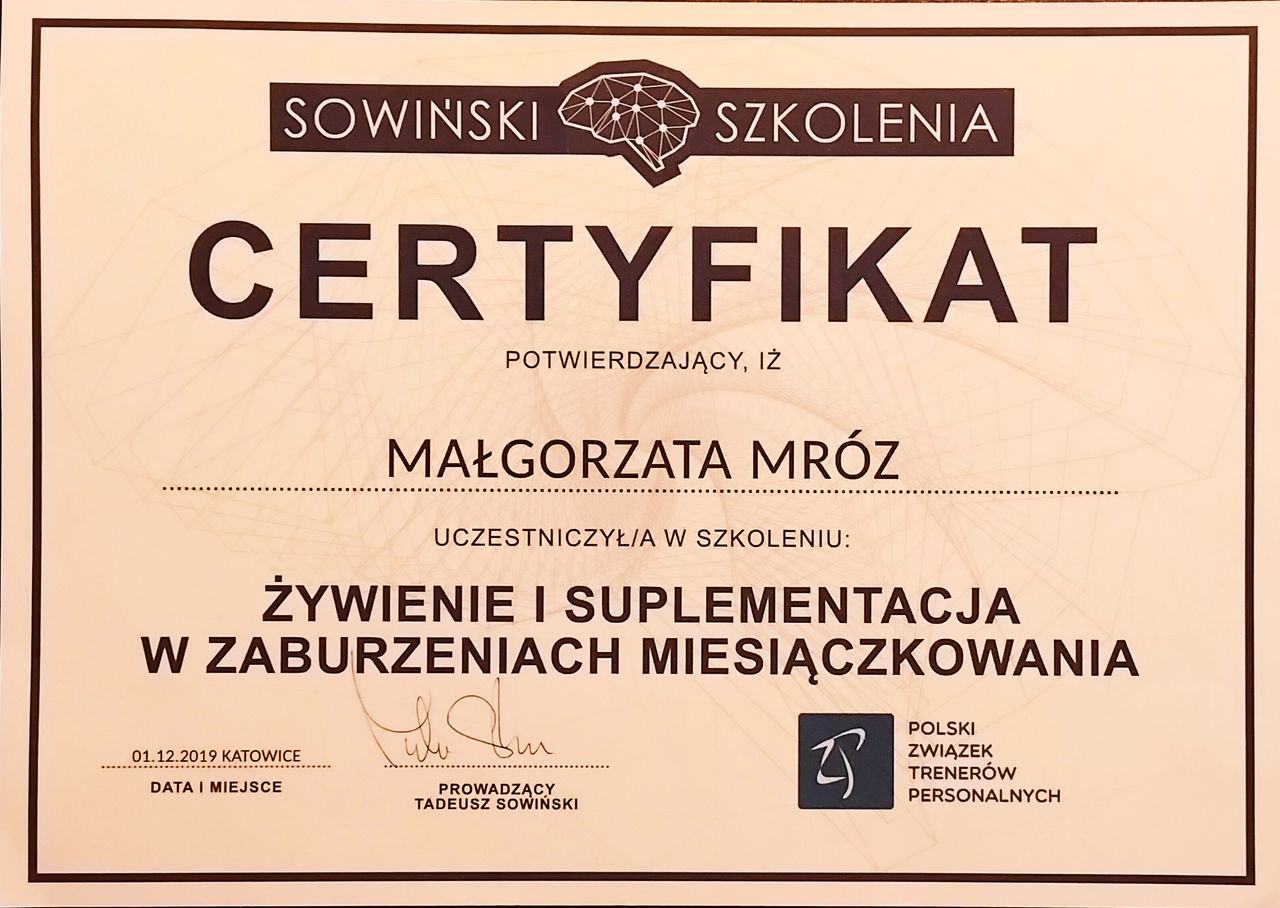 SOWIŃSKI SZKOLENIA
CERTYFIKAT
POTWIERDZAJĄCY, IŻ
MAŁGORZATA MRÓZ
UCZESTNICZYŁ/A W SZKOLENIU:
ŻYWIENIE I SUPLEMENTACJA
W ZABURZENIACH MIESIĄCZKOWANIA
01.12.2019 KATOWICE
DATA I MIEJSCE
PROWADZĄCY
TADEUSZ SOWIŃSKI
POLSKI
ZWIĄZEK
TRENERÓW
PERSONALNYCH